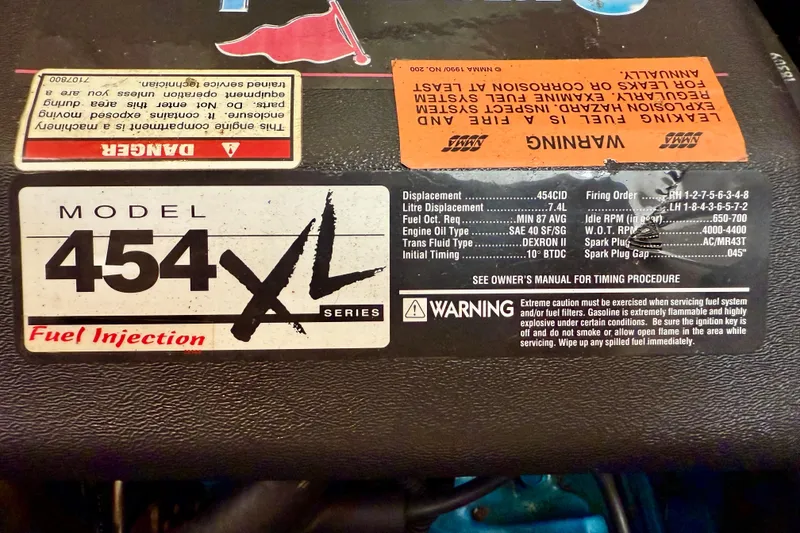 18379
© NMMA 1990/ NO. 200
DANGER
This engine compartment is a machinery
enclosure. It contains exposed moving
parts. Do Not enter this area during
equipment operation unless you are a
trained service technician.
7107800
NMMA WARNING NMMA
LEAKING FUEL IS A FIRE AND
EXPLOSION HAZARD. INSPECT SYSTEM
REGULARLY. EXAMINE FUEL SYSTEM
FOR LEAKS OR CORROSION AT LEAST
ANNUALLY.
MODEL
454 XL
SERIES
Fuel Injection
Displacement ........ 454CID
Litre Displacement ........ 7.4L
Fuel Oct. Req ........ MIN 87 AVG
Engine Oil Type ........ SAE 40 SF/SG
Trans Fluid Type ........ DEXRON II
Initial Timing ........ 10° BTDC
Firing Order ........ RH 1-2-7-5-6-3-4-8
LH 1-8-4-3-6-5-7-2
Idle RPM (in gear) ........ 650-700
W.O.T. RPM ........ 4000-4400
Spark Plug ........ AC/MR43T
Spark Plug Gap ........ .045"
SEE OWNER'S MANUAL FOR TIMING PROCEDURE
WARNING
Extreme caution must be exercised when servicing fuel system
and/or fuel filters. Gasoline is extremely flammable and highly
explosive under certain conditions. Be sure the ignition key is
off and do not smoke or allow open flame in the area while
servicing. Wipe up any spilled fuel immediately.